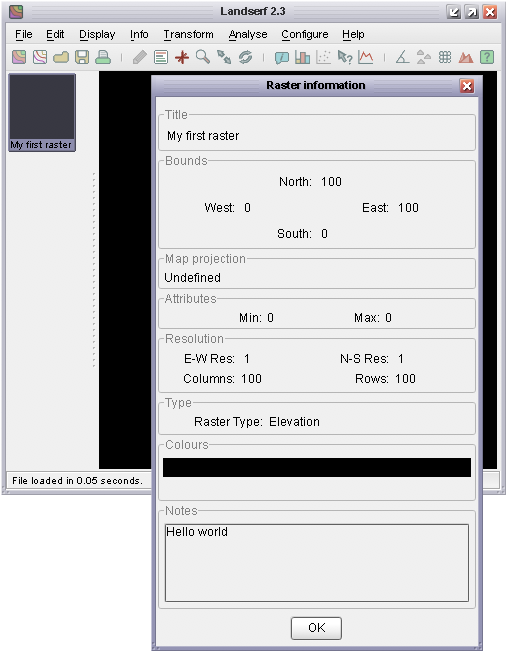 Landserf 2.3
File Edit Display Info Transform Analyse Configure Help
My first raster
Raster information
Title
My first raster
Bounds
North: 100
West: 0 East: 100
South: 0
Map projection
Undefined
Attributes
Min: 0 Max: 0
Resolution
E-W Res: 1 N-S Res: 1
Columns: 100 Rows: 100
Type
Raster Type: Elevation
Colours
File loaded in 0.05 seconds.
Notes
Hello world
OK